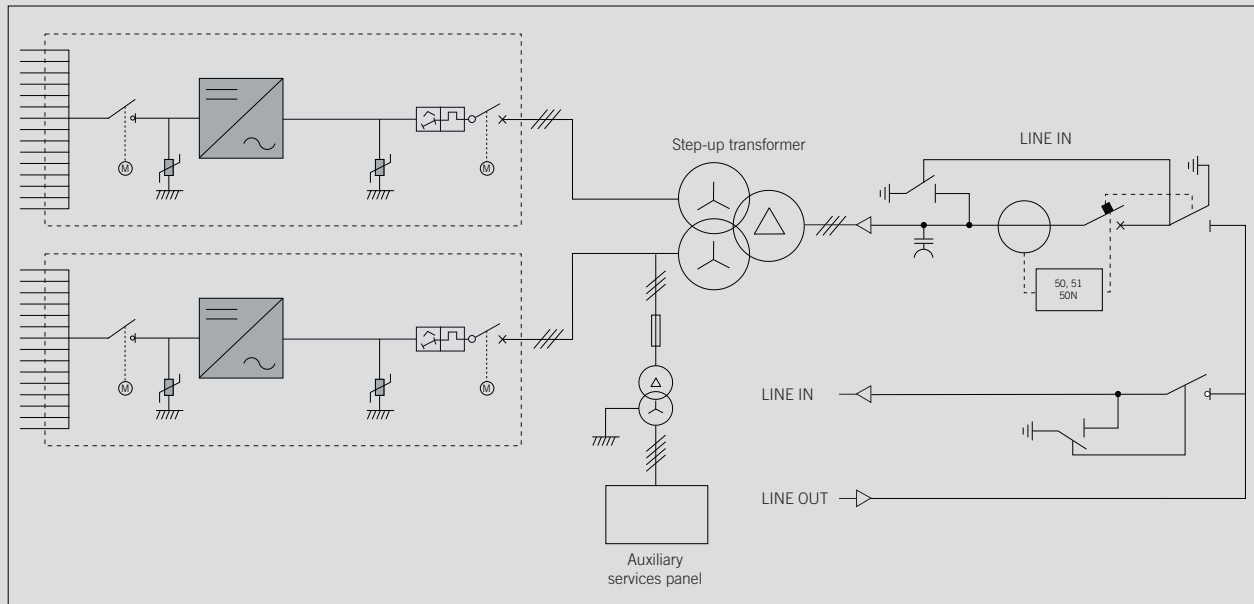 Step-up transformer
LINE IN
M
M
50, 51
50N
M
M
LINE IN
LINE OUT
Auxiliary
services panel